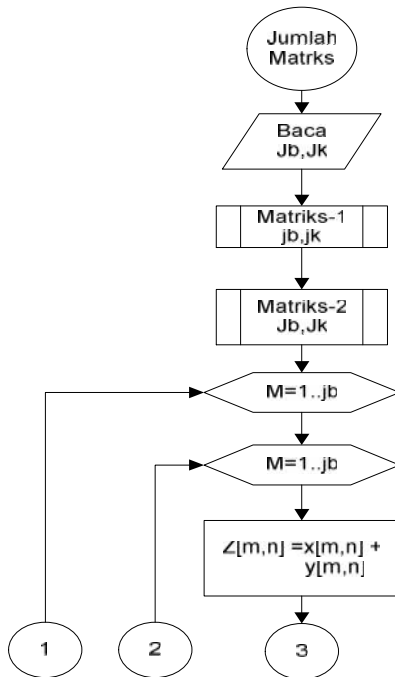 Jumlah
Matrks
Baca
Jb,Jk
Matriks-1
jb,jk
Matriks-2
Jb,Jk
M=1..jb
M=1..jb
Z[m,n] =x[m,n] +
y[m,n]
1
2
3